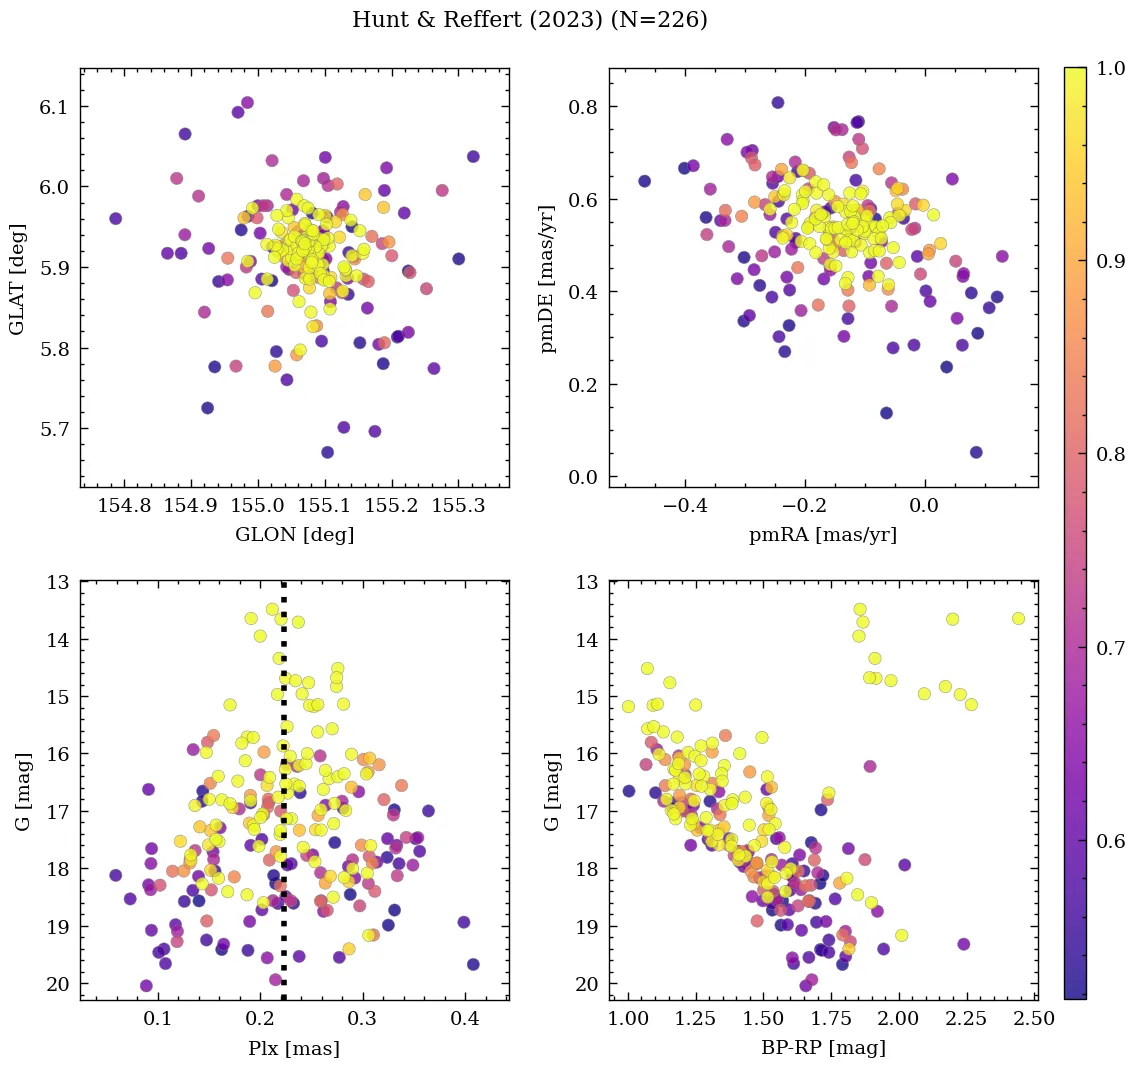 Hunt & Reffert (2023) (N=226)
6.1
6.0
5.9
5.8
5.7
GLAT [deg]
154.8 154.9 155.0 155.1 155.2 155.3
GLON [deg]
0.8
0.6
0.4
0.2
0.0
pmDE [mas/yr]
−0.4 −0.2 0.0
pmRA [mas/yr]
13
14
15
16
17
18
19
20
G [mag]
0.1 0.2 0.3 0.4
Plx [mas]
13
14
15
16
17
18
19
20
G [mag]
1.00 1.25 1.50 1.75 2.00 2.25 2.50
BP-RP [mag]
1.0
0.9
0.8
0.7
0.6